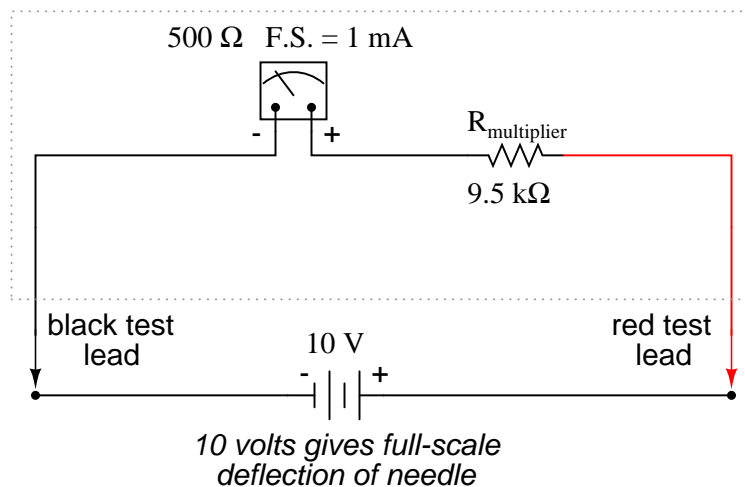 500 Ω F.S. = 1 mA
- +
Rmultiplier
9.5 kΩ
black test
lead
red test
lead
10 V
- +
10 volts gives full-scale
deflection of needle